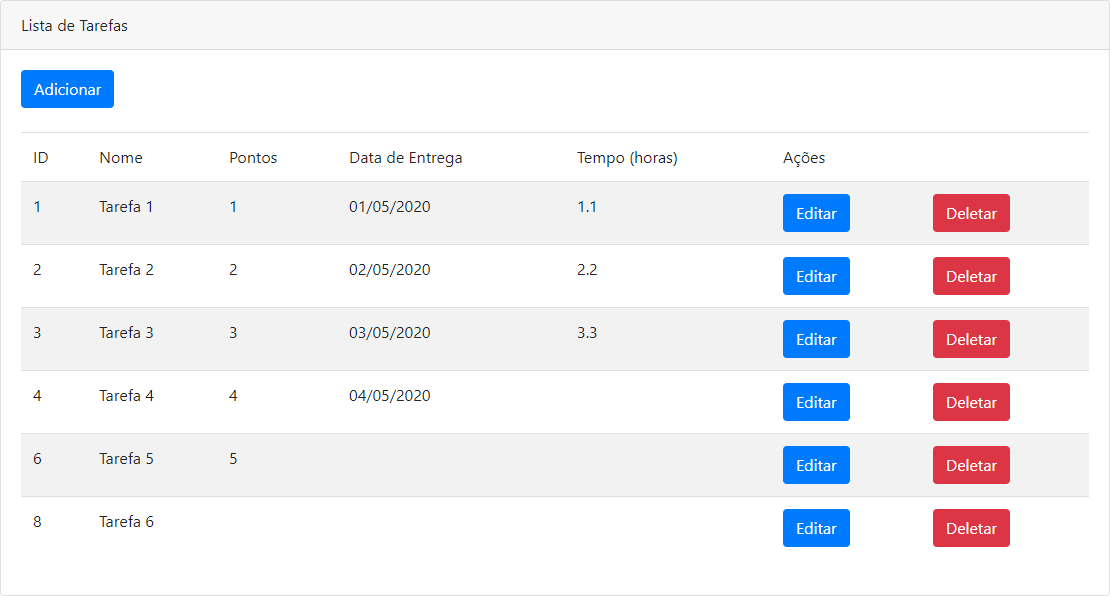 Lista de Tarefas
Adicionar
ID Nome Pontos Data de Entrega Tempo (horas) Ações
1 Tarefa 1 1 01/05/2020 1.1 Editar Deletar
2 Tarefa 2 2 02/05/2020 2.2 Editar Deletar
3 Tarefa 3 3 03/05/2020 3.3 Editar Deletar
4 Tarefa 4 4 04/05/2020 Editar Deletar
6 Tarefa 5 5 Editar Deletar
8 Tarefa 6 Editar Deletar